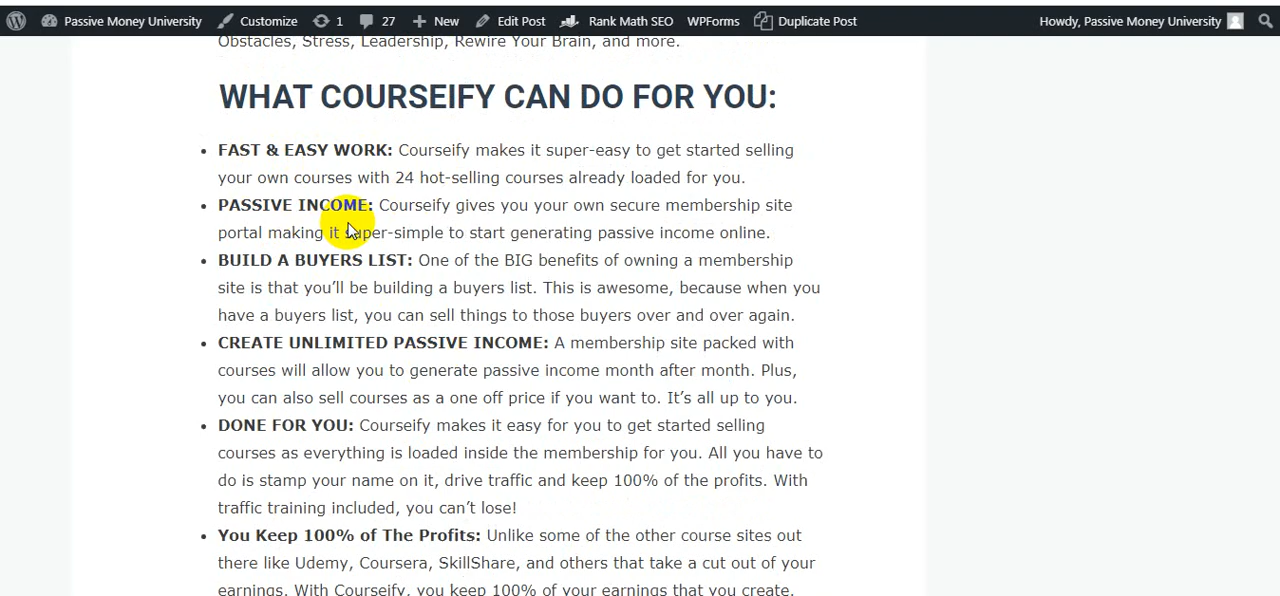 Passive Money University Customize 1 27 New Edit Post Rank Math SEO WPForms Duplicate Post Howdy, Passive Money University
Obstacles, Stress, Leadership, Rewire Your Brain, and more.
WHAT COURSEIFY CAN DO FOR YOU:
• FAST & EASY WORK: Courseify makes it super-easy to get started selling
your own courses with 24 hot-selling courses already loaded for you.
• PASSIVE INCOME: Courseify gives you your own secure membership site
portal making it super-simple to start generating passive income online.
• BUILD A BUYERS LIST: One of the BIG benefits of owning a membership
site is that you’ll be building a buyers list. This is awesome, because when you
have a buyers list, you can sell things to those buyers over and over again.
• CREATE UNLIMITED PASSIVE INCOME: A membership site packed with
courses will allow you to generate passive income month after month. Plus,
you can also sell courses as a one off price if you want to. It’s all up to you.
• DONE FOR YOU: Courseify makes it easy for you to get started selling
courses as everything is loaded inside the membership for you. All you have to
do is stamp your name on it, drive traffic and keep 100% of the profits. With
traffic training included, you can’t lose!
• You Keep 100% of The Profits: Unlike some of the other course sites out
there like Udemy, Coursera, SkillShare, and others that take a cut out of your
earnings. With Courseify, you keep 100% of your earnings that you create.